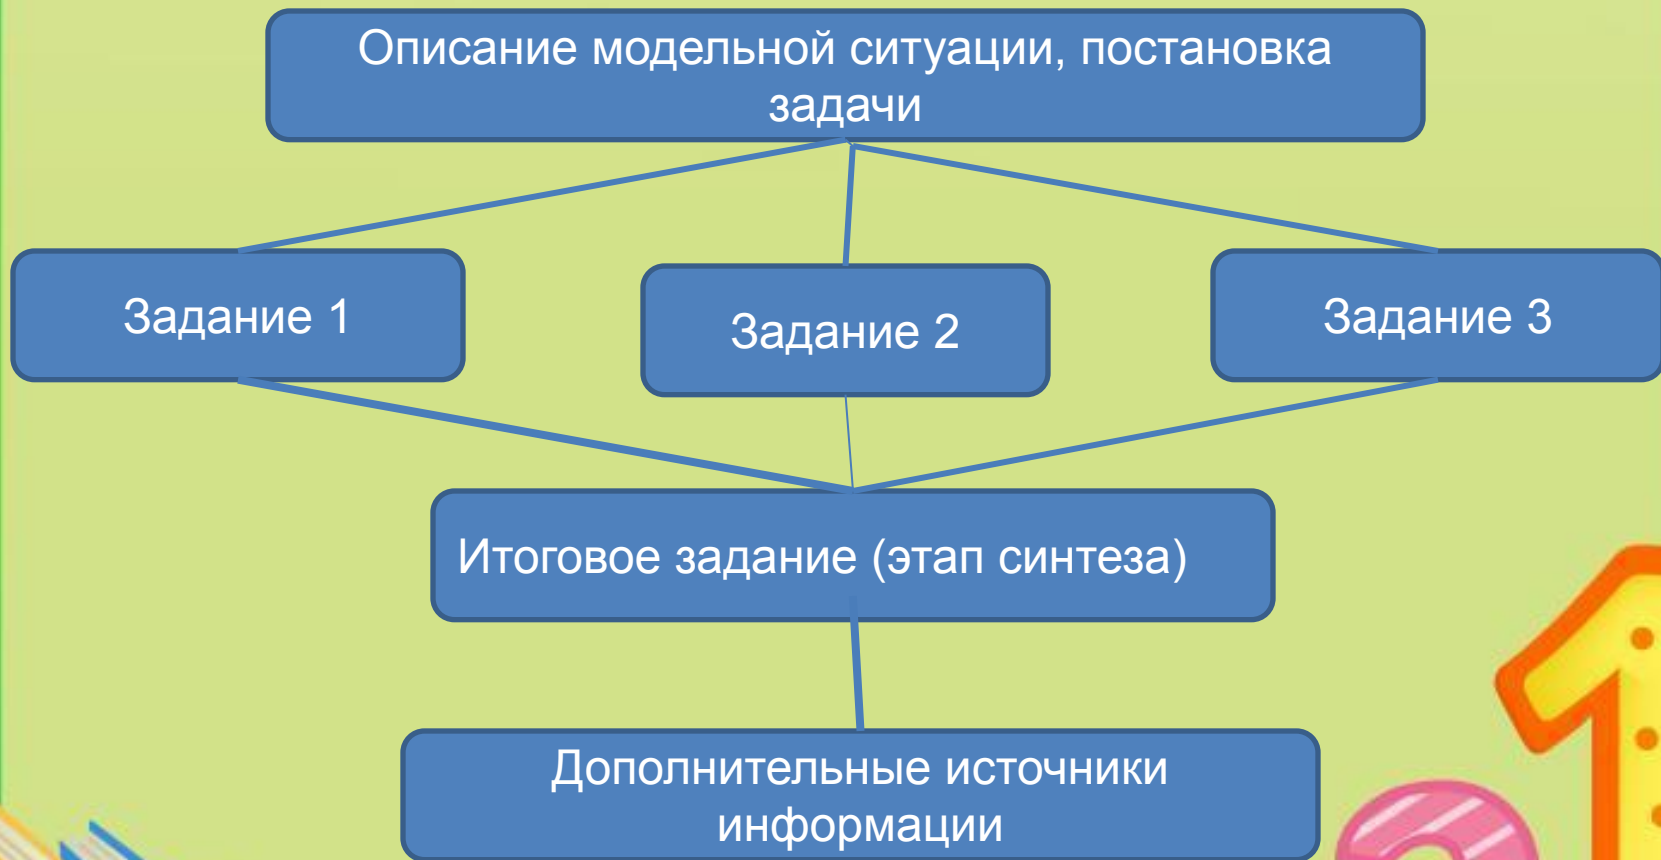 Описание модельной ситуации, постановка
задачи
Задание 1
Задание 2
Задание 3
Итоговое задание (этап синтеза)
Дополнительные источники
информации